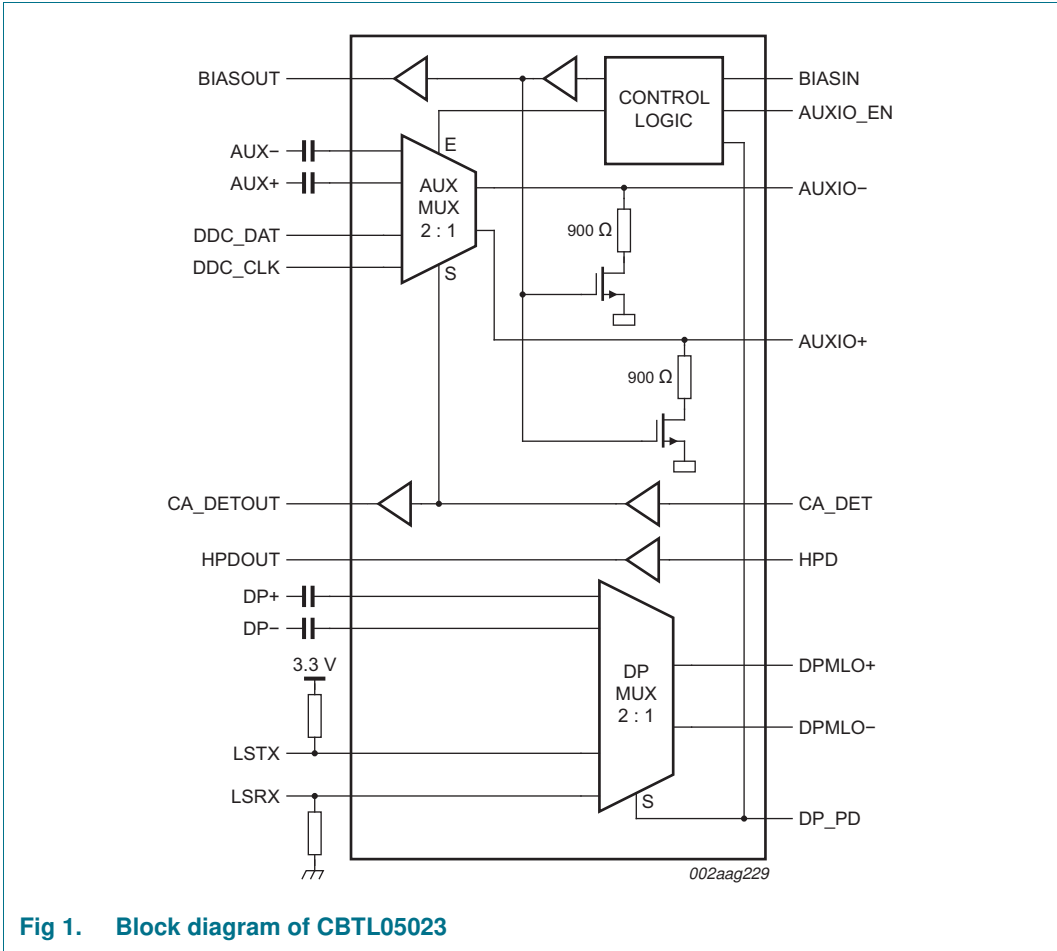 BIASOUT
BIASIN
CONTROL
LOGIC
AUXIO_EN
E
AUX−
AUX+
AUX
MUX
2 : 1
AUXIO−
900 Ω
DDC_DAT
DDC_CLK
S
AUXIO+
900 Ω
CA_DETOUT
CA_DET
HPDOUT
HPD
DP+
DP−
3.3 V
DP
MUX
2 : 1
DPMLO+
DPMLO−
LSTX
LSRX
S
DP_PD
002aag229
Fig 1. Block diagram of CBTL05023